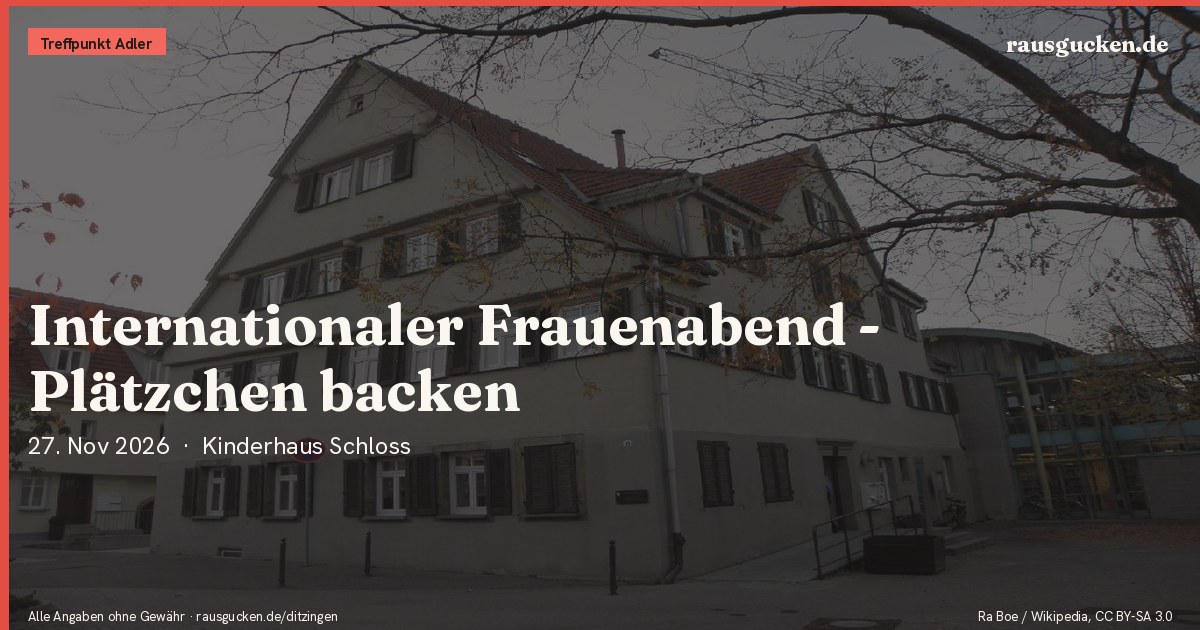 Treffpunkt Adler
rausgucken.de
Internationaler Frauenabend -
Plätzchen backen
27. Nov 2026 · Kinderhaus Schloss
Alle Angaben ohne Gewähr · rausgucken.de/ditzingen
Ra Boe / Wikipedia, CC BY-SA 3.0